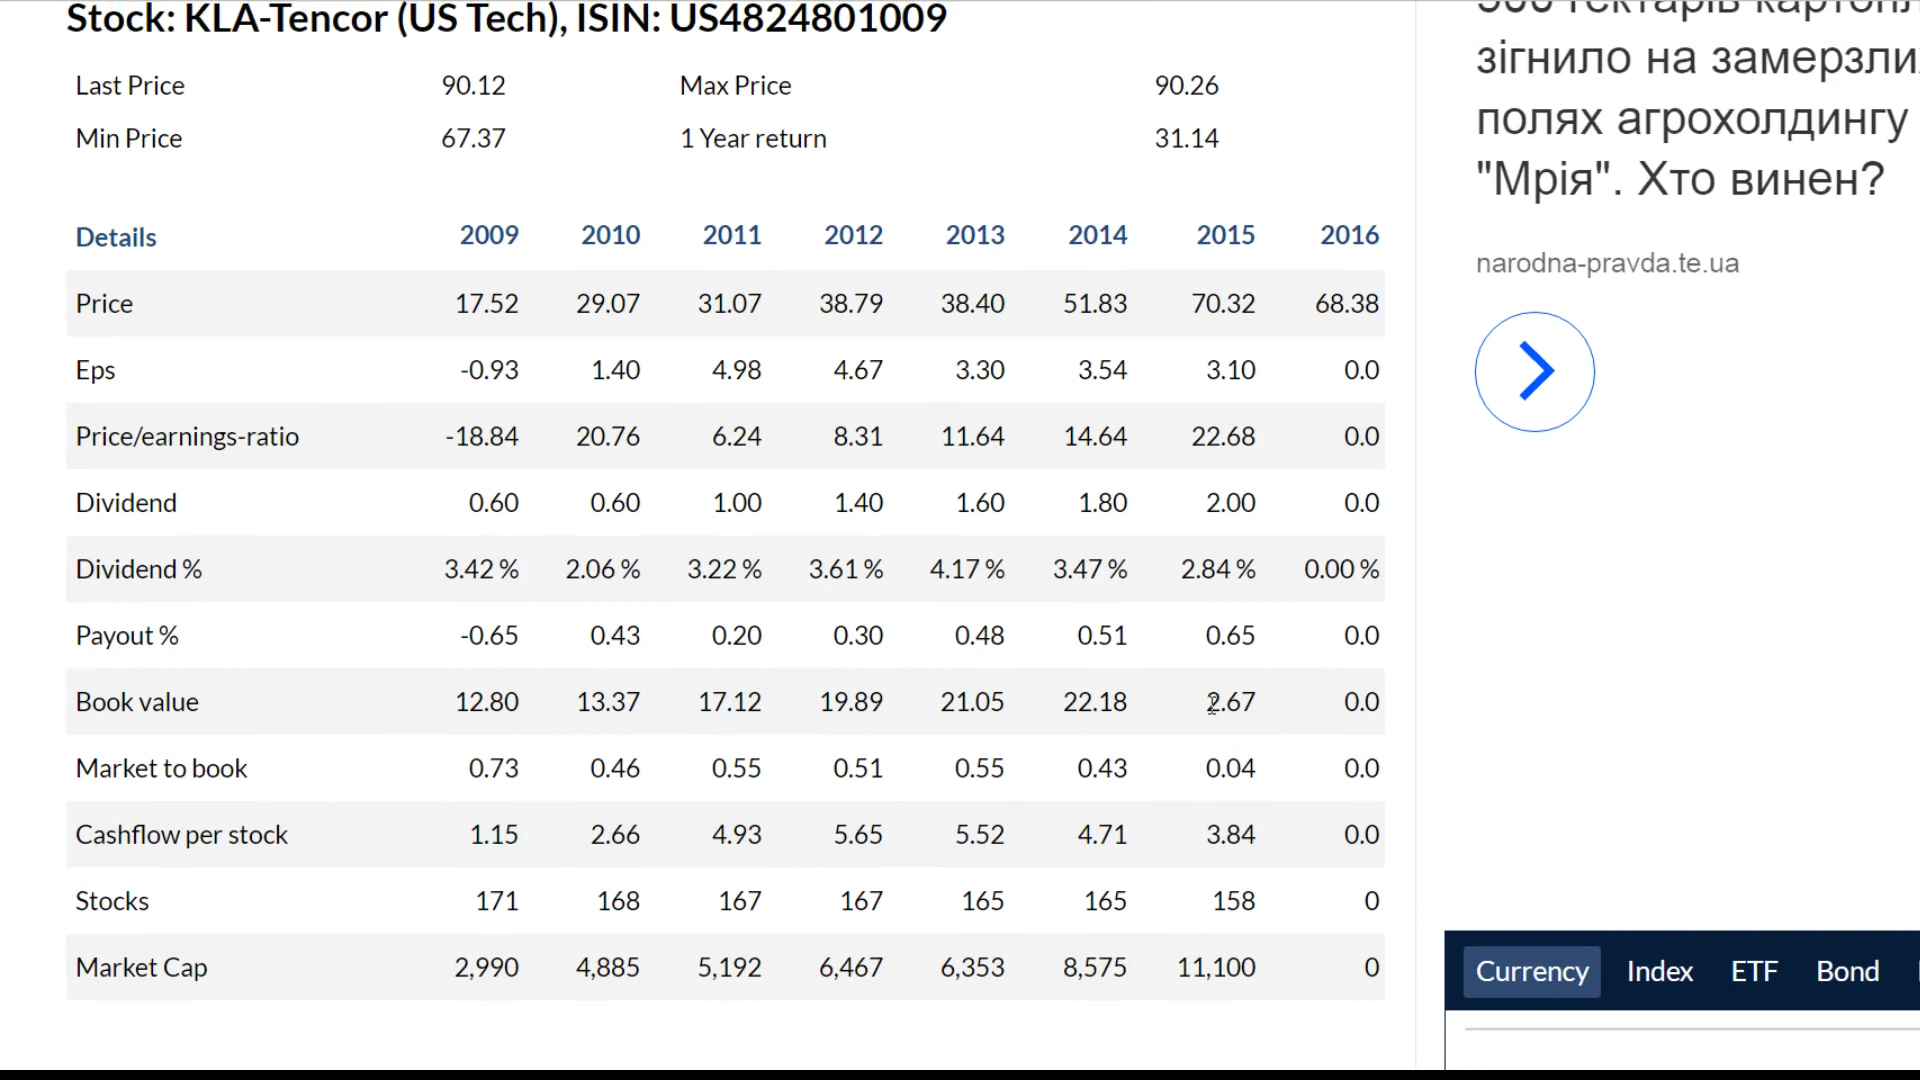 Stock: KLA-Tencor (US Tech), ISIN: US4824801009
Last Price 90.12 Max Price 90.26
Min Price 67.37 1 Year return 31.14
Details 2009 2010 2011 2012 2013 2014 2015 2016
Price 17.52 29.07 31.07 38.79 38.40 51.83 70.32 68.38
Eps -0.93 1.40 4.98 4.67 3.30 3.54 3.10 0.0
Price/earnings-ratio -18.84 20.76 6.24 8.31 11.64 14.64 22.68 0.0
Dividend 0.60 0.60 1.00 1.40 1.60 1.80 2.00 0.0
Dividend % 3.42 % 2.06 % 3.22 % 3.61 % 4.17 % 3.47 % 2.84 % 0.00 %
Payout % -0.65 0.43 0.20 0.30 0.48 0.51 0.65 0.0
Book value 12.80 13.37 17.12 19.89 21.05 22.18 2.67 0.0
Market to book 0.73 0.46 0.55 0.51 0.55 0.43 0.04 0.0
Cashflow per stock 1.15 2.66 4.93 5.65 5.52 4.71 3.84 0.0
Stocks 171 168 167 167 165 165 158 0
Market Cap 2,990 4,885 5,192 6,467 6,353 8,575 11,100 0
зігнило на замерзли
полях агрохолдингу
"Мрія". Хто винен?
narodna-pravda.te.ua
Currency Index ETF Bond